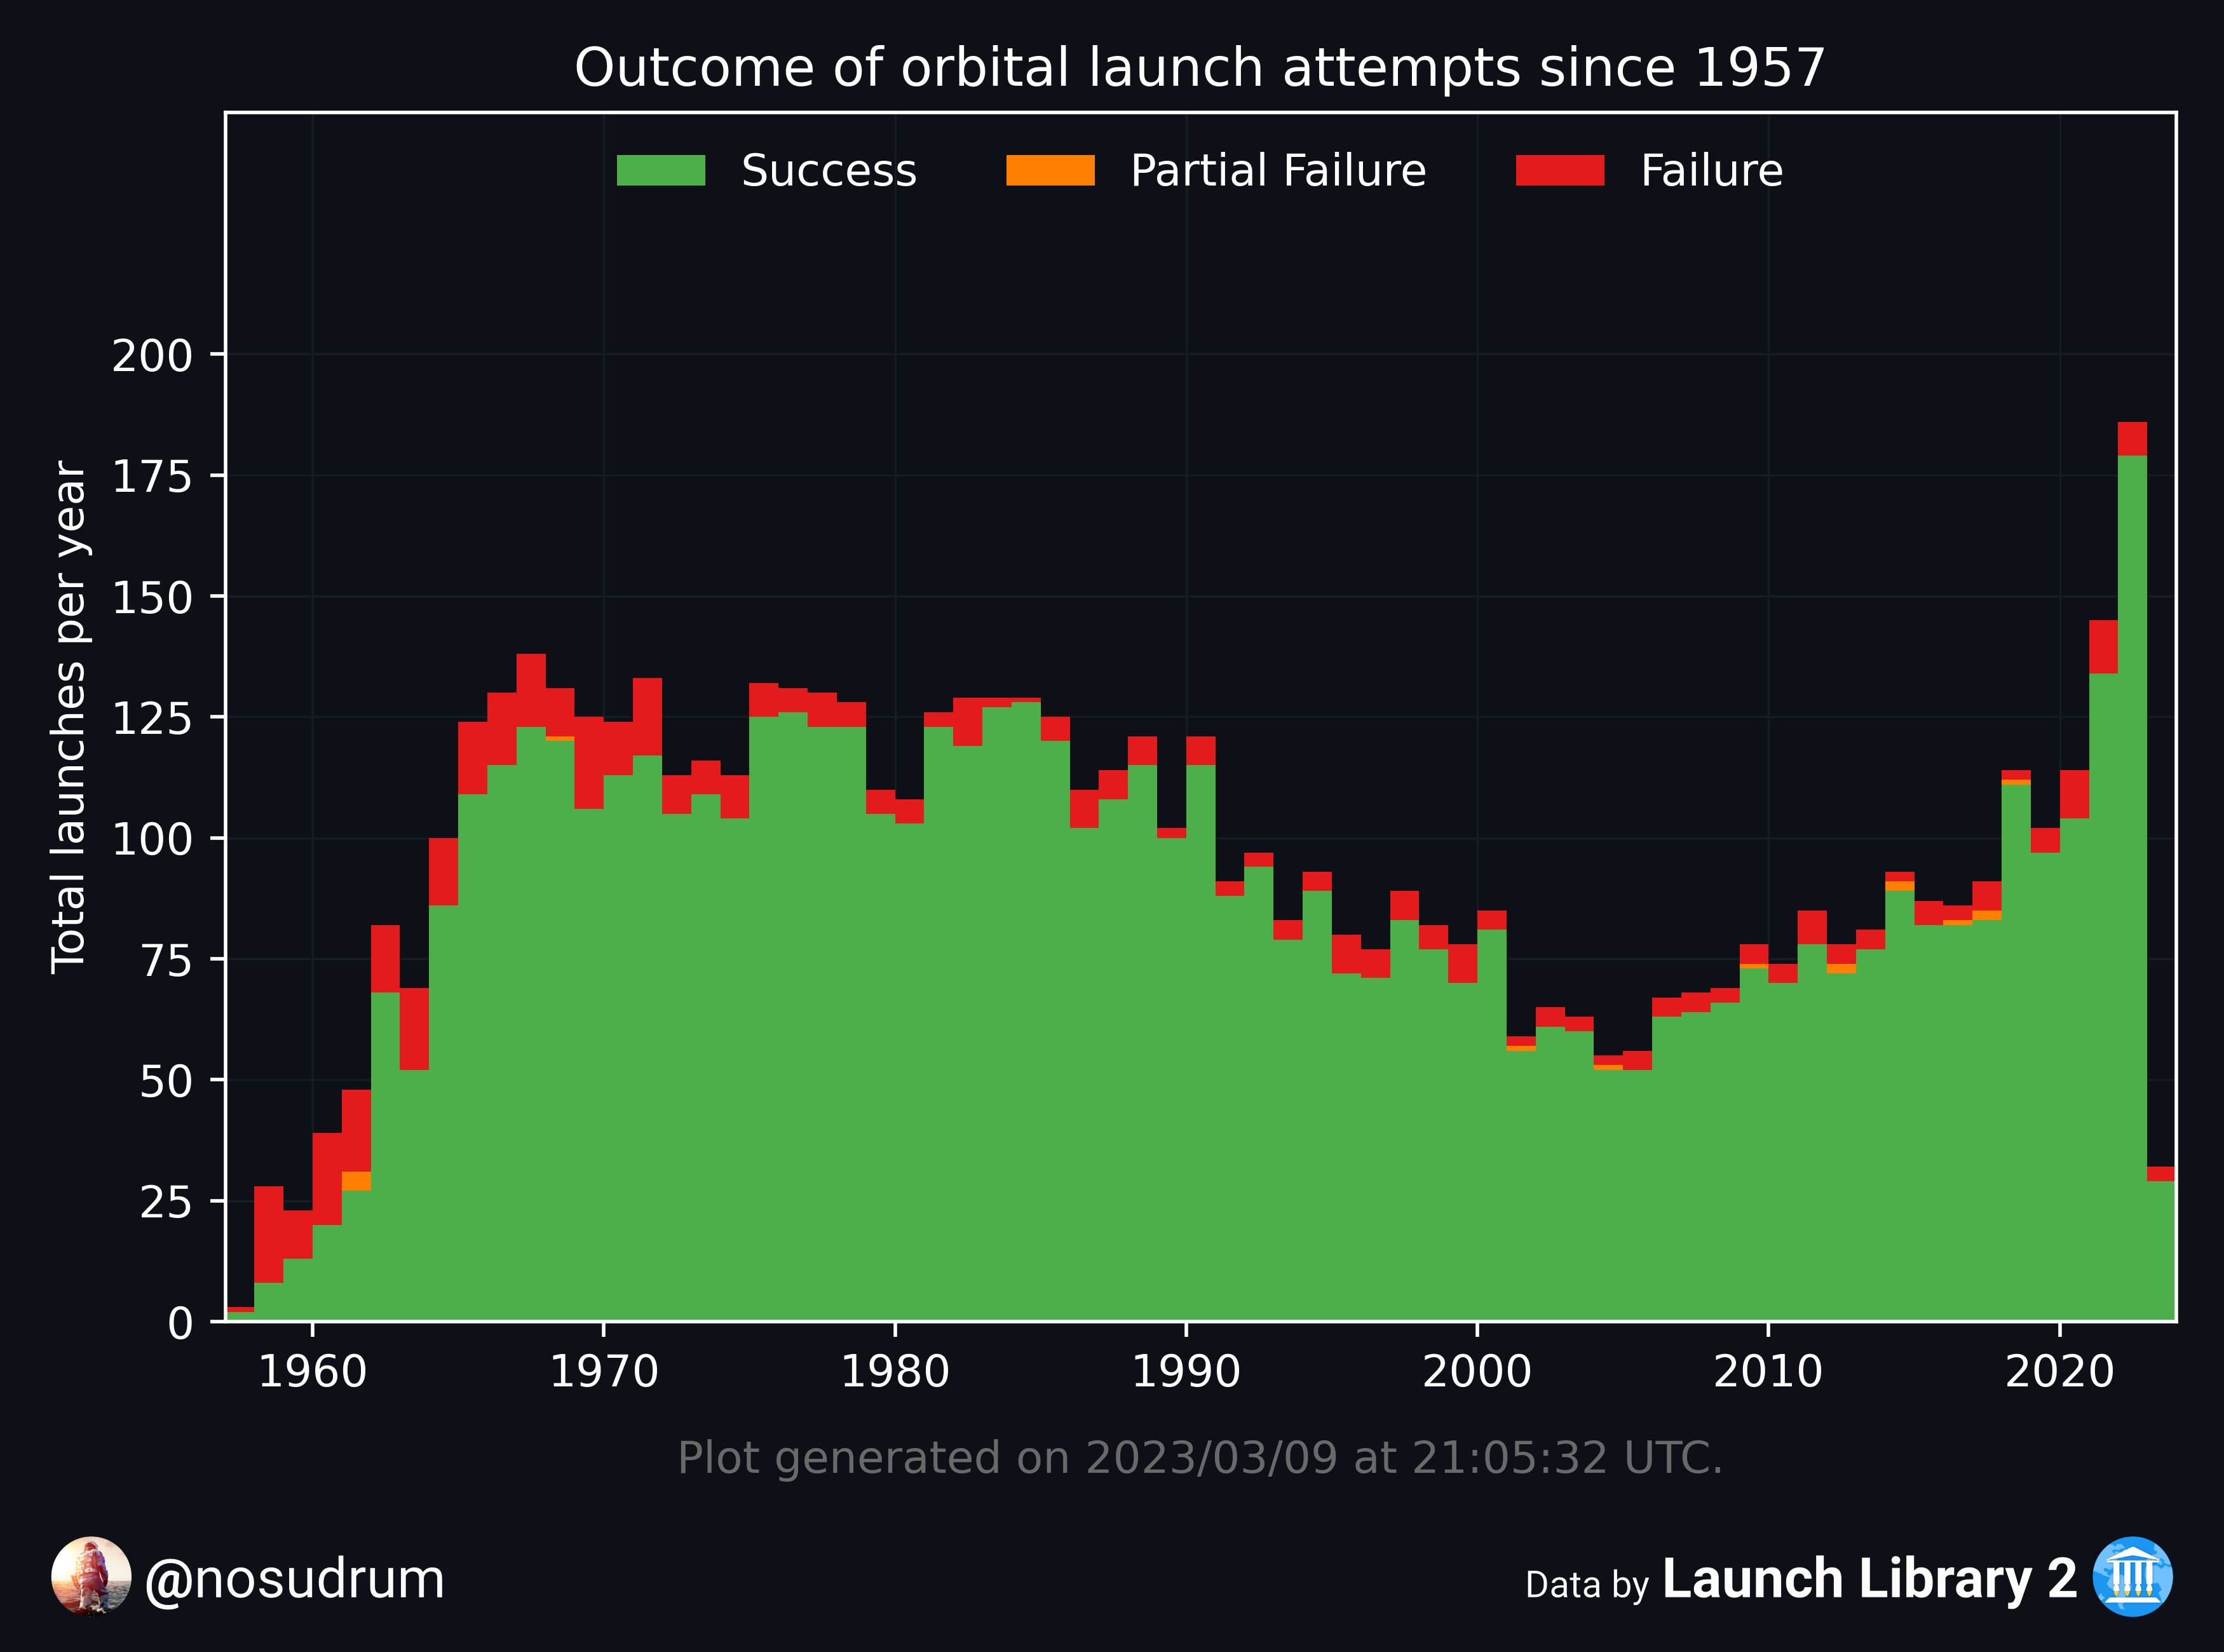 Outcome of orbital launch attempts since 1957
Success Partial Failure Failure
Total launches per year
200
175
150
125
100
75
50
25
0
1960 1970 1980 1990 2000 2010 2020
Plot generated on 2023/03/09 at 21:05:32 UTC.
@nosudrum
Data by Launch Library 2